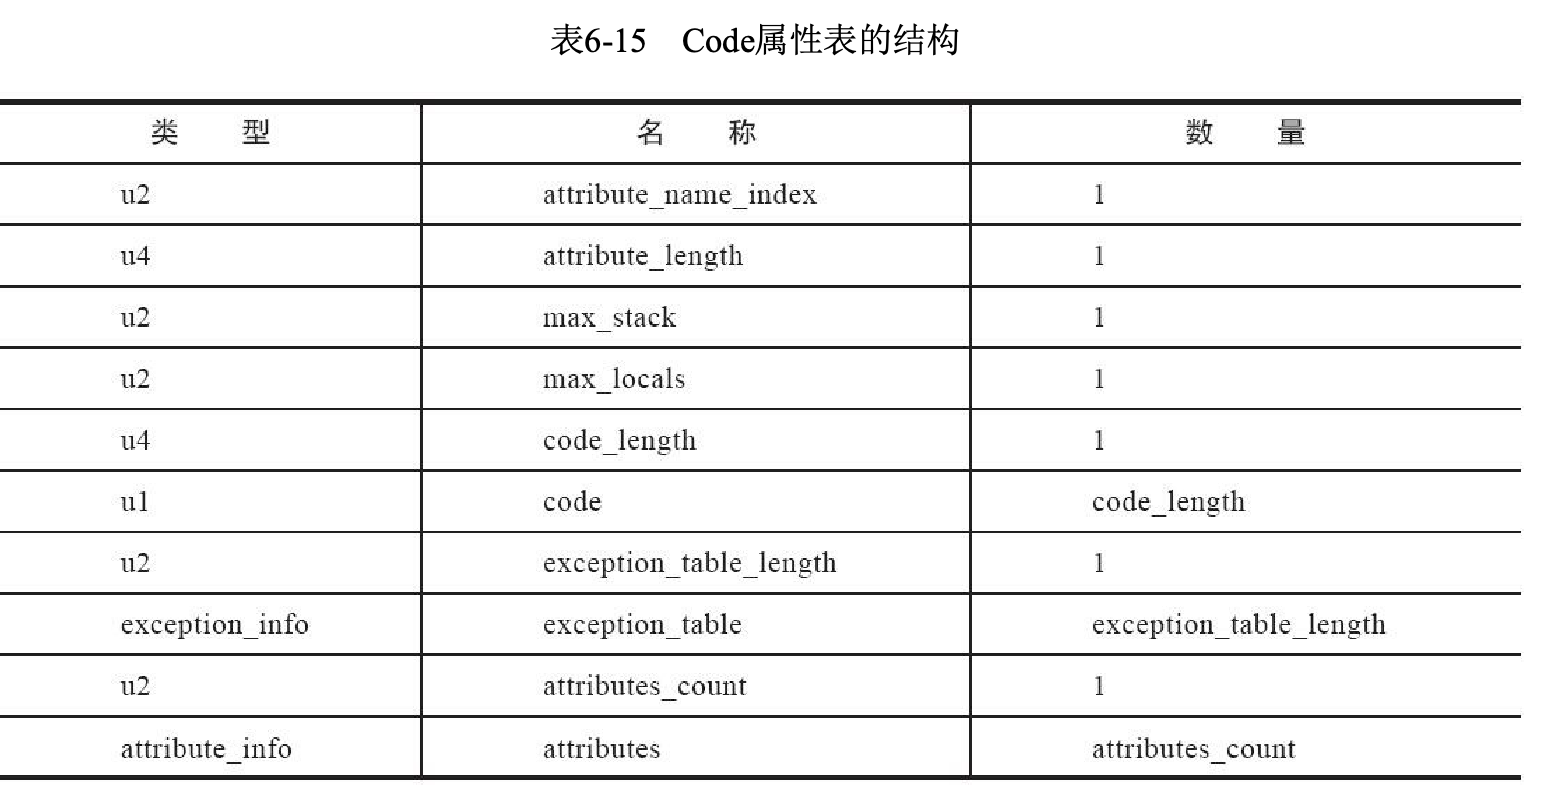 表6-15 Code属性表的结构
类 型 名 称 数 量
u2 attribute_name_index 1
u4 attribute_length 1
u2 max_stack 1
u2 max_locals 1
u4 code_length 1
u1 code code_length
u2 exception_table_length 1
exception_info exception_table exception_table_length
u2 attributes_count 1
attribute_info attributes attributes_count